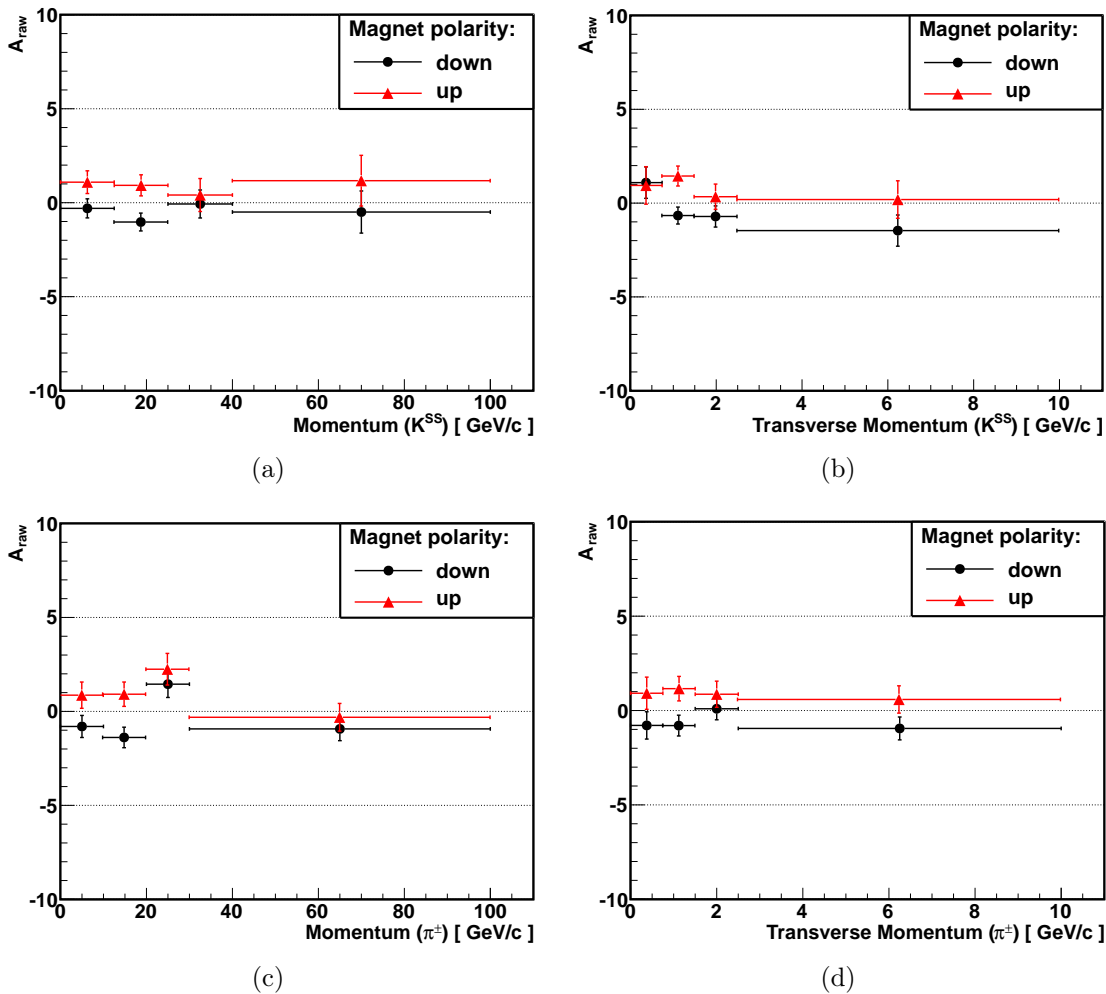 A_raw
10
5
0
-5
-10
Magnet polarity:
down
up
0 20 40 60 80 100
Momentum (K^SS) [ GeV/c ]
(a)
A_raw
10
5
0
-5
-10
Magnet polarity:
down
up
0 2 4 6 8 10
Transverse Momentum (K^SS) [ GeV/c ]
(b)
A_raw
10
5
0
-5
-10
Magnet polarity:
down
up
0 20 40 60 80 100
Momentum (π^±) [ GeV/c ]
(c)
A_raw
10
5
0
-5
-10
Magnet polarity:
down
up
0 2 4 6 8 10
Transverse Momentum (π^±) [ GeV/c ]
(d)